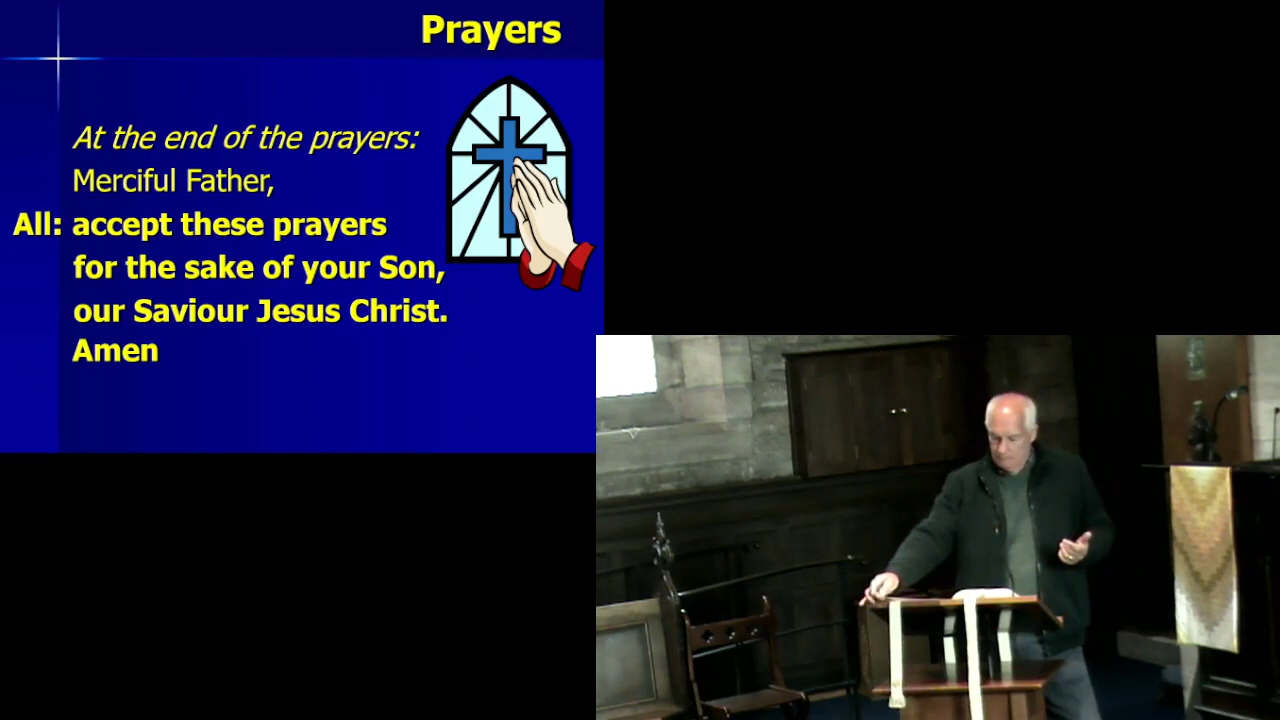 Prayers
At the end of the prayers:
Merciful Father,
All: accept these prayers
for the sake of your Son,
our Saviour Jesus Christ.
Amen